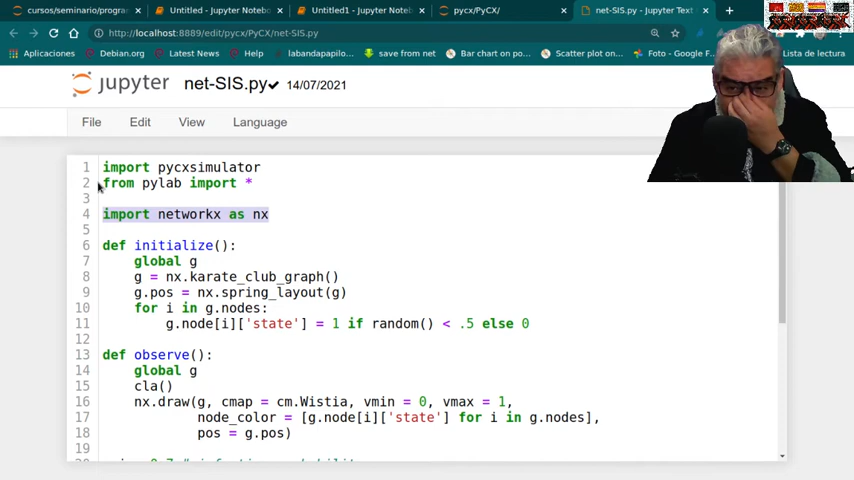 cursos/seminario/progra
Untitled - Jupyter Notebo
Untitled1 - Jupyter Noteb
pycx/PyCX/
net-SIS.py - Jupyter Text
http://localhost:8889/edit/pycx/PyCX/net-SIS.py
Debian.org
Latest News
Help
labandapapilo...
save from net
Bar chart on po...
Scatter plot on...
Foto - Google F...
Lista de lectura
jupyter
net-SIS.py
14/07/2021
File
Edit
View
Language
1 import pycxsimulator
2 from pylab import *
3
4 import networkx as nx
5
6 def initialize():
7 global g
8 g = nx.karate_club_graph()
9 g.pos = nx.spring_layout(g)
10 for i in g.nodes:
11 g.node[i]['state'] = 1 if random() < .5 else 0
12
13 def observe():
14 global g
15 cla()
16 nx.draw(g, cmap = cm.Wistia, vmin = 0, vmax = 1,
17 node_color = [g.node[i]['state'] for i in g.nodes],
18 pos = g.pos)
19